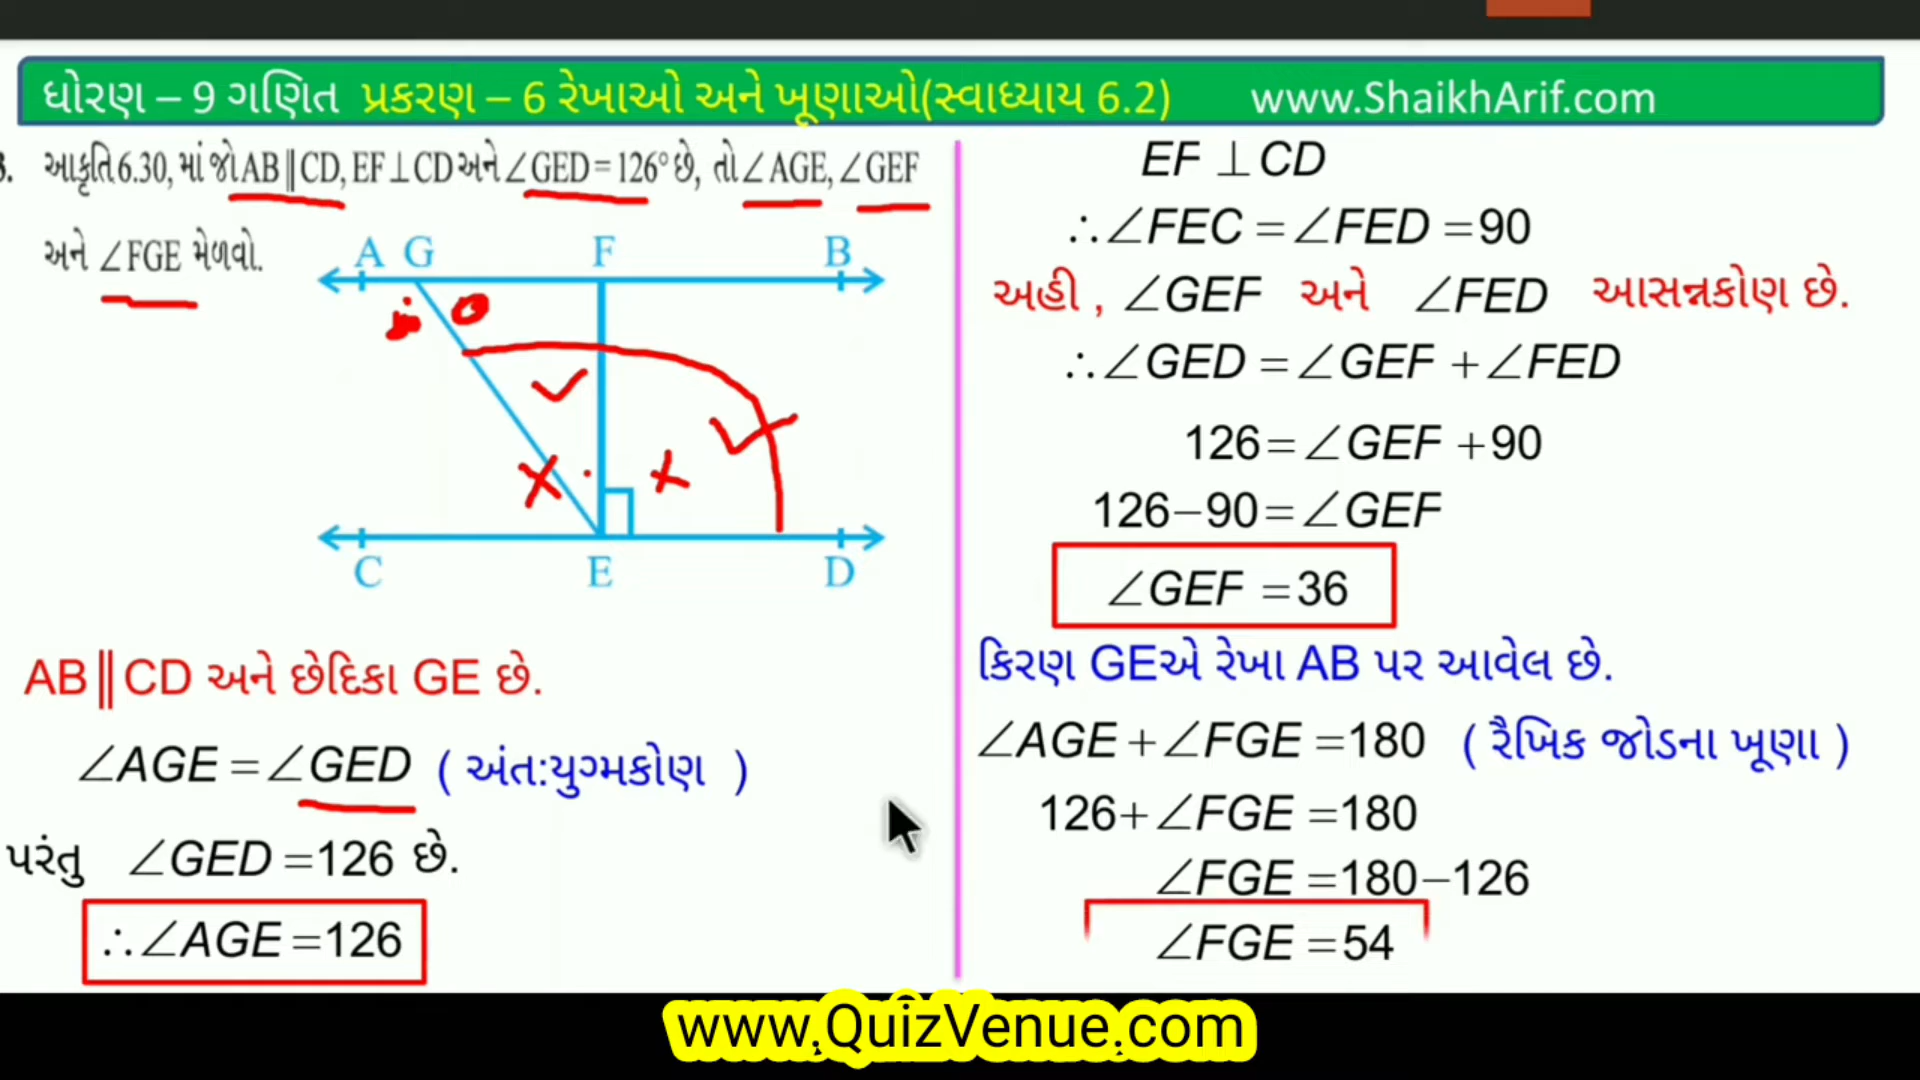 ધોરણ – 9 ગણિત પ્રકરણ – 6 રેખાઓ અને ખૂણાઓ(સ્વાધ્યાય 6.2) www.ShaikhArif.com
3. આકૃતિ 6.30, માં જો AB || CD, EF ⊥ CD અને ∠GED = 126° છે, તો ∠AGE, ∠GEF
અને ∠FGE મેળવો.
A G F B
C E D
AB || CD અને છેદિકા GE છે.
∠AGE = ∠GED ( અંત:યુગ્મકોણ )
પરંતુ ∠GED = 126 છે.
∴ ∠AGE = 126
EF ⊥ CD
∴ ∠FEC = ∠FED = 90
અહી , ∠GEF અને ∠FED આસન્નકોણ છે.
∴ ∠GED = ∠GEF + ∠FED
126 = ∠GEF + 90
126 – 90 = ∠GEF
∠GEF = 36
કિરણ GEએ રેખા AB પર આવેલ છે.
∠AGE + ∠FGE = 180 ( રૈખિક જોડના ખૂણા )
126 + ∠FGE = 180
∠FGE = 180 – 126
∠FGE = 54
www.QuizVenue.com